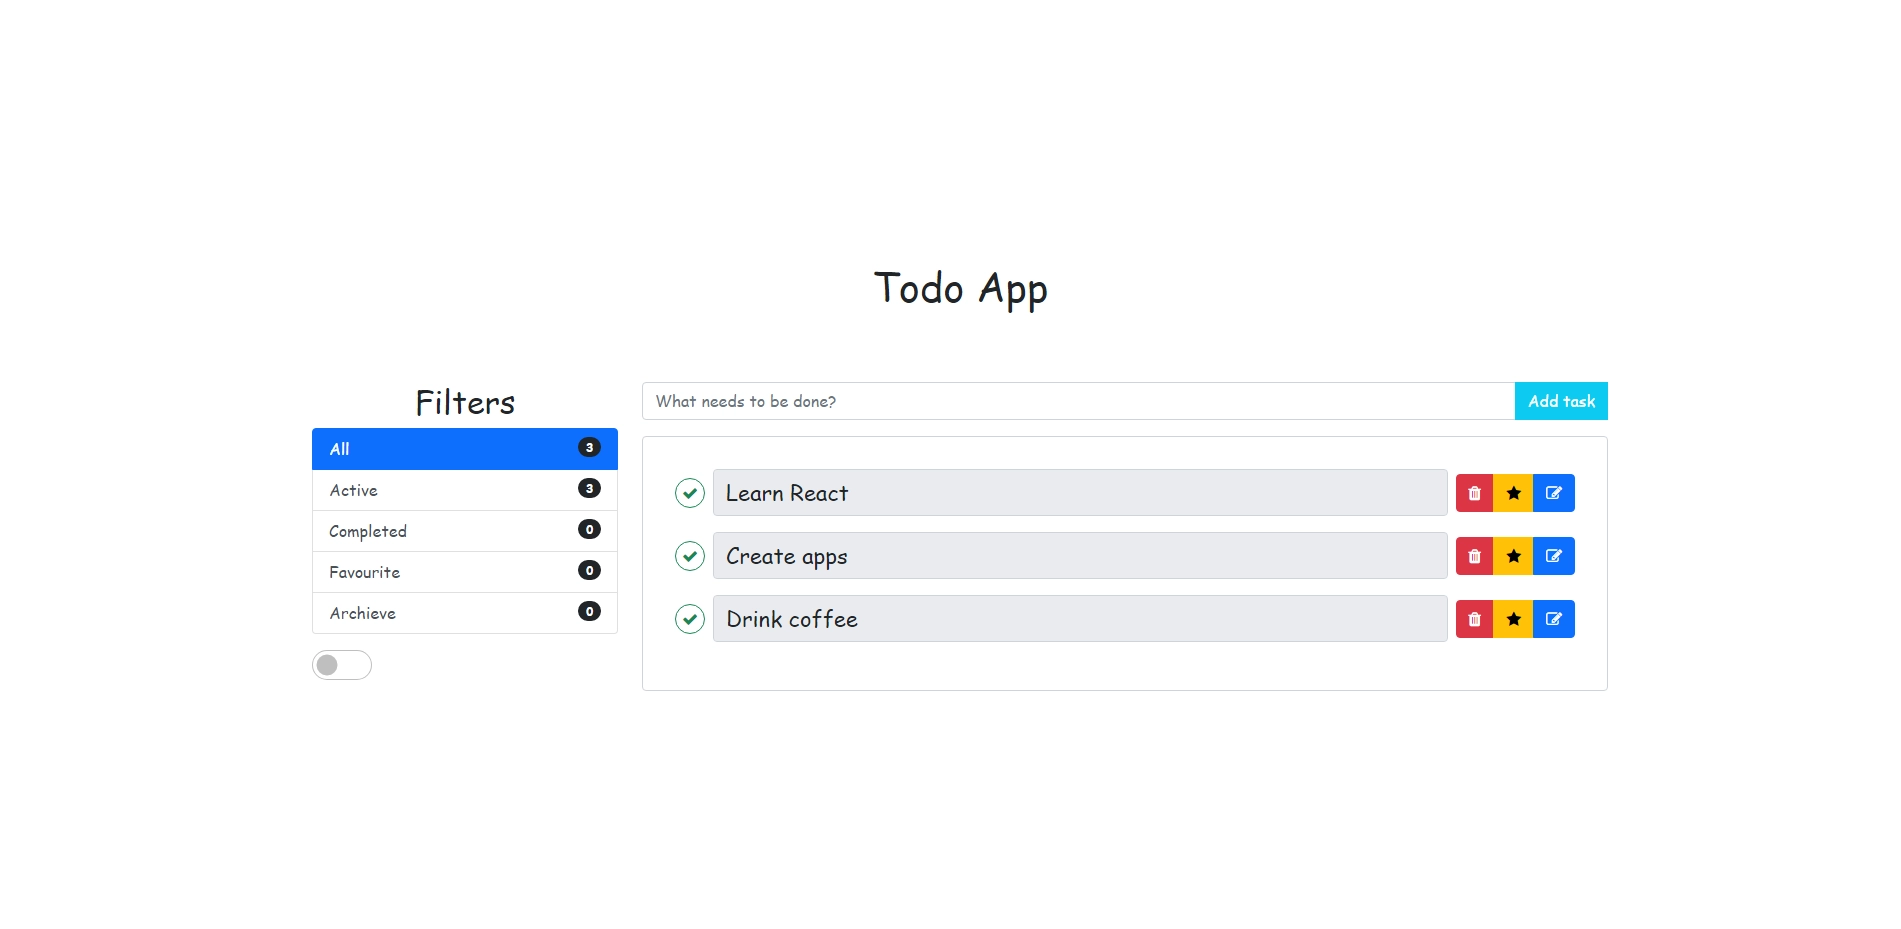 Todo App
Filters
All 3
Active 3
Completed 0
Favourite 0
Archieve 0
What needs to be done? Add task
Learn React
Create apps
Drink coffee